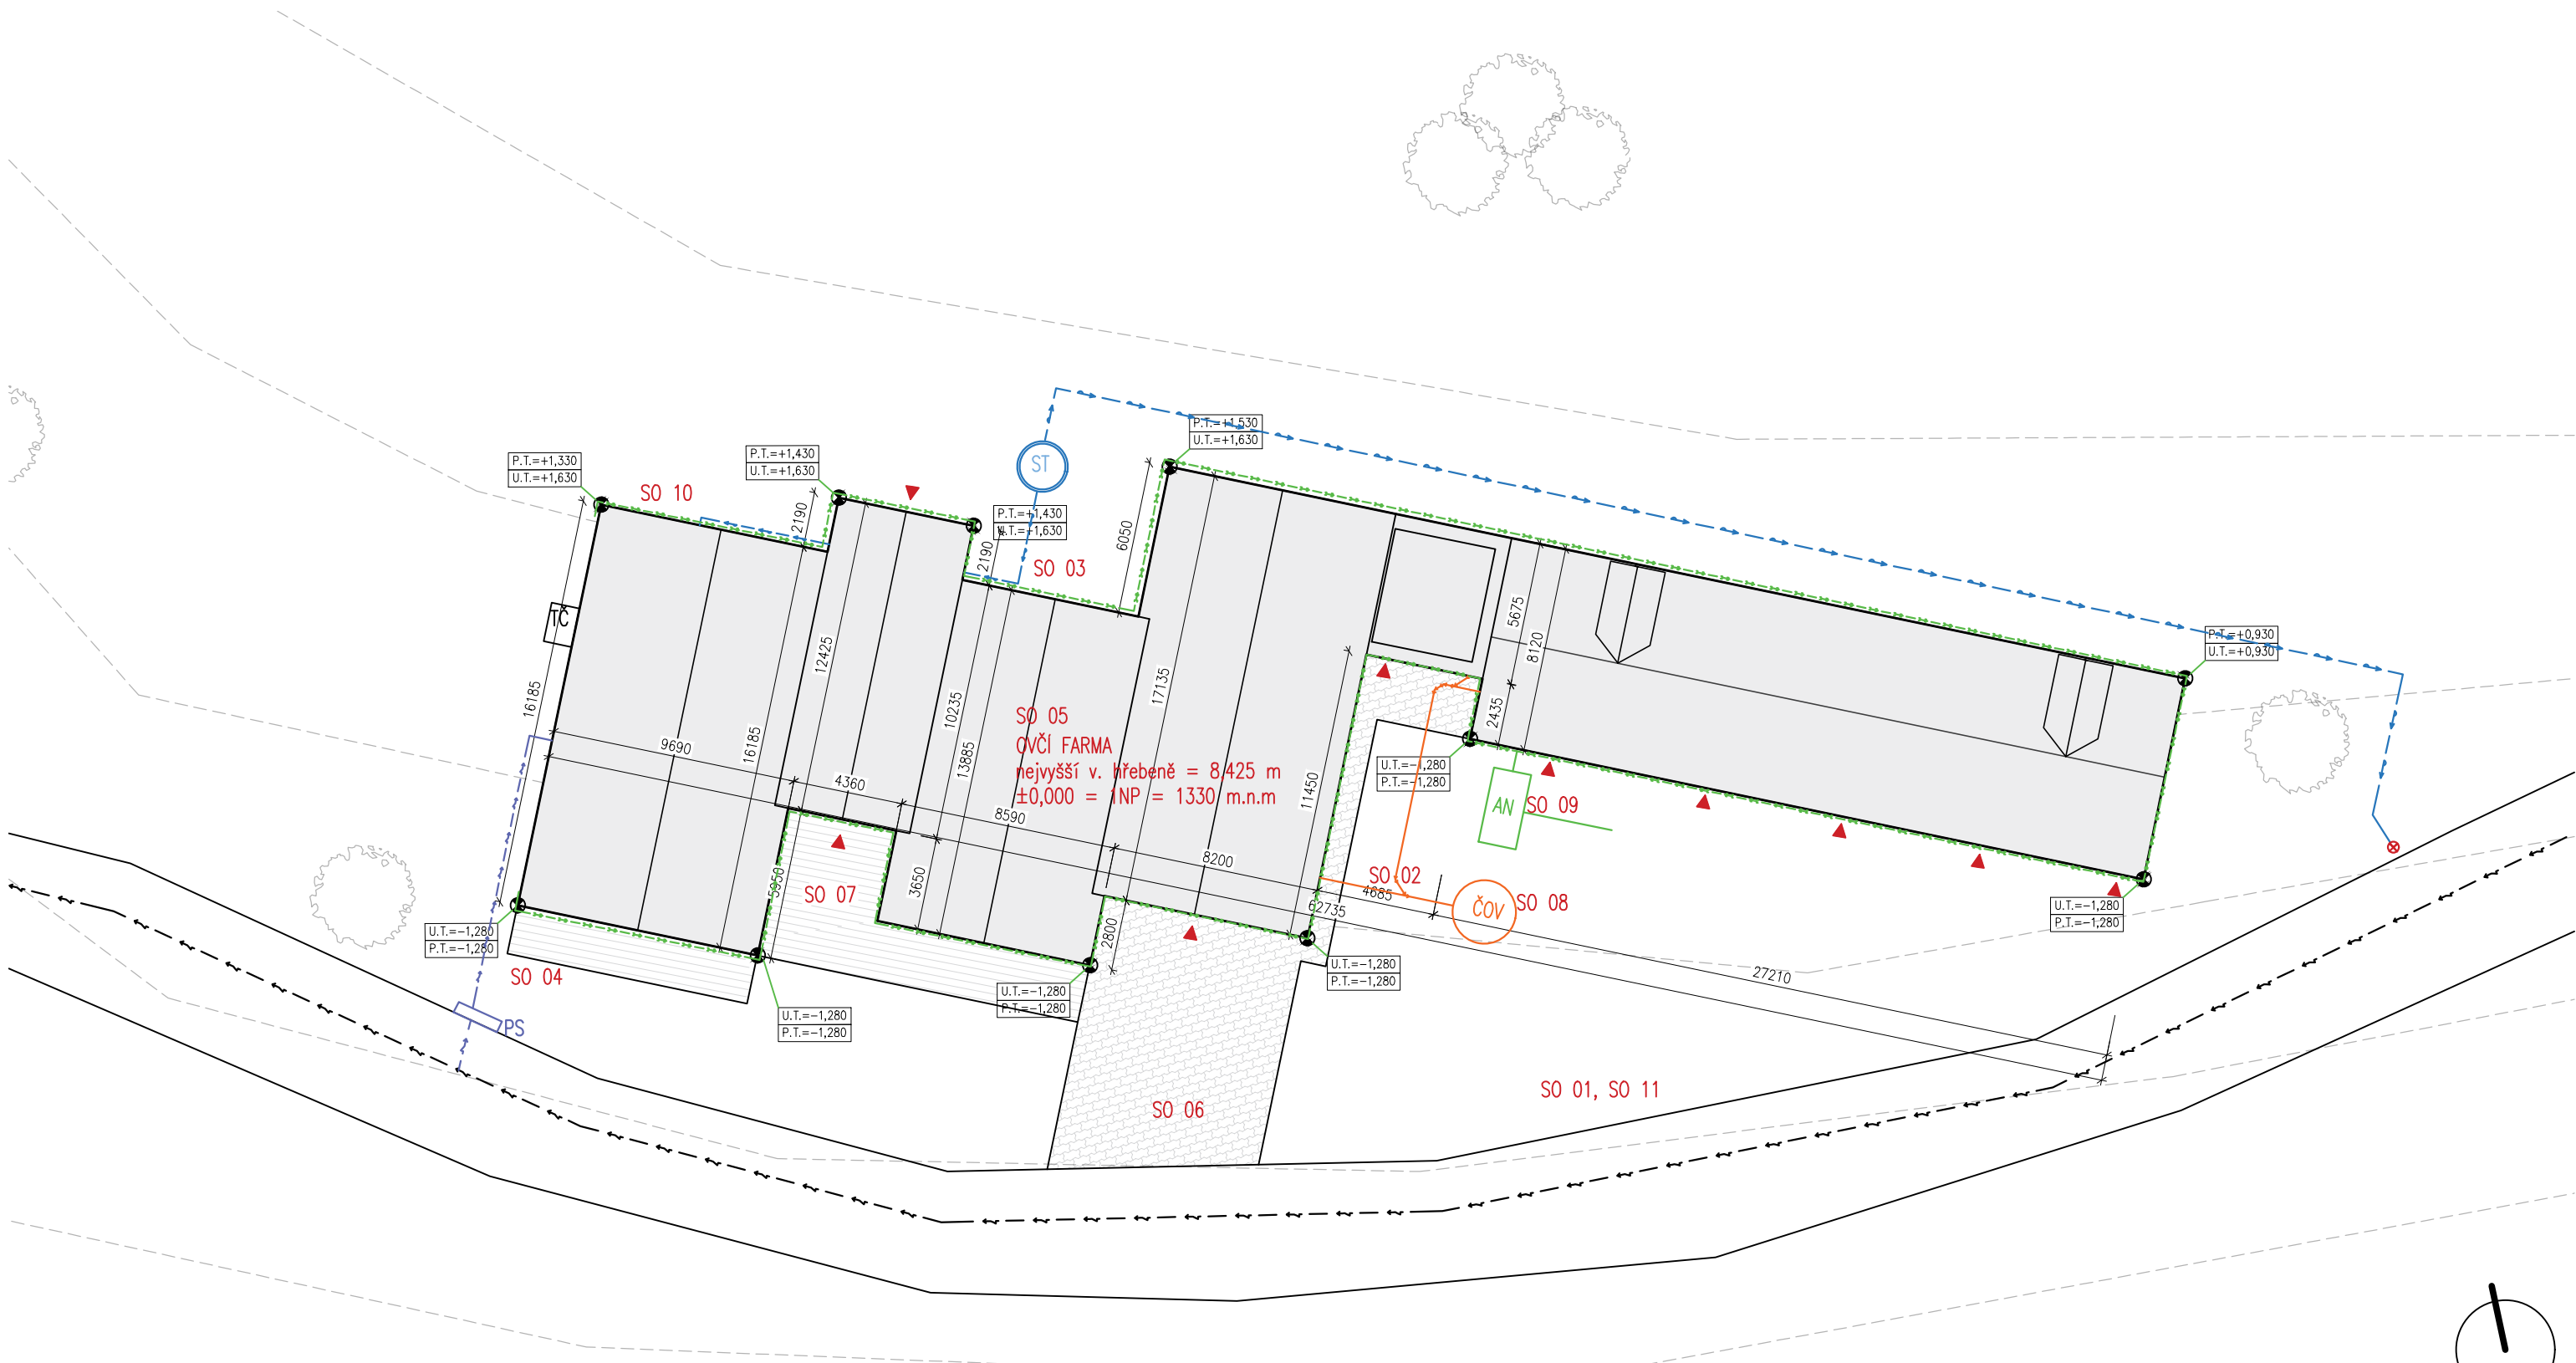 P.T.=+1,530
U.T.=+1,630
P.T.=+1,430
U.T.=+1,630
P.T.=+1,330
U.T.=+1,630
ST
SO 10
2190
P.T.=+1,430
U.T.=+1,630
2190
6050
SO 03
TČ
5675
8120
P.T.=+0,930
U.T.=+0,930
12425
16185
17135
10235
2435
SO 05
OVČÍ FARMA
nejvyšší v. hřebeně = 8,425 m
±0,000 = 1NP = 1330 m.n.m
9690
16185
13885
4360
11450
U.T.=-1,280
P.T.=-1,280
AN
SO 09
8590
8200
SO 02
4685
62735
ČOV
SO 08
5950
SO 07
3650
2800
U.T.=-1,280
P.T.=-1,280
U.T.=-1,280
P.T.=-1,280
SO 04
U.T.=-1,280
P.T.=-1,280
U.T.=-1,280
P.T.=-1,280
27210
PS
U.T.=-1,280
P.T.=-1,280
SO 06
SO 01, SO 11